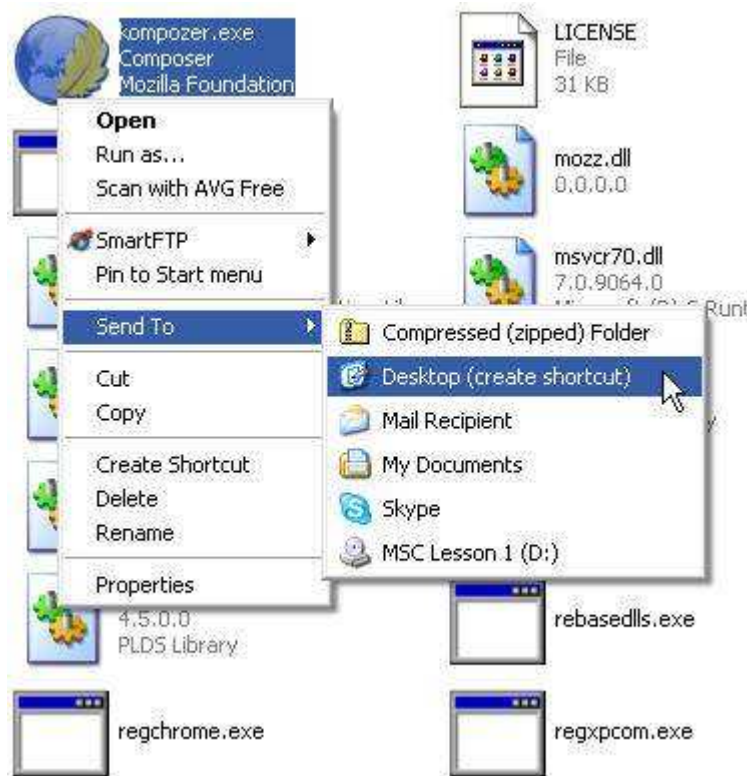 kompozer.exe
Composer
Mozilla Foundation
LICENSE
File
31 KB
mozz.dll
0.0.0.0
msvcr70.dll
7.0.9064.0
Open
Run as...
Scan with AVG Free
SmartFTP
Pin to Start menu
Send To
Cut
Copy
Create Shortcut
Delete
Rename
Properties
Compressed (zipped) Folder
Desktop (create shortcut)
Mail Recipient
My Documents
Skype
MSC Lesson 1 (D:)
4.5.0.0
PLDS Library
rebasedlls.exe
regchrome.exe
regxpcom.exe